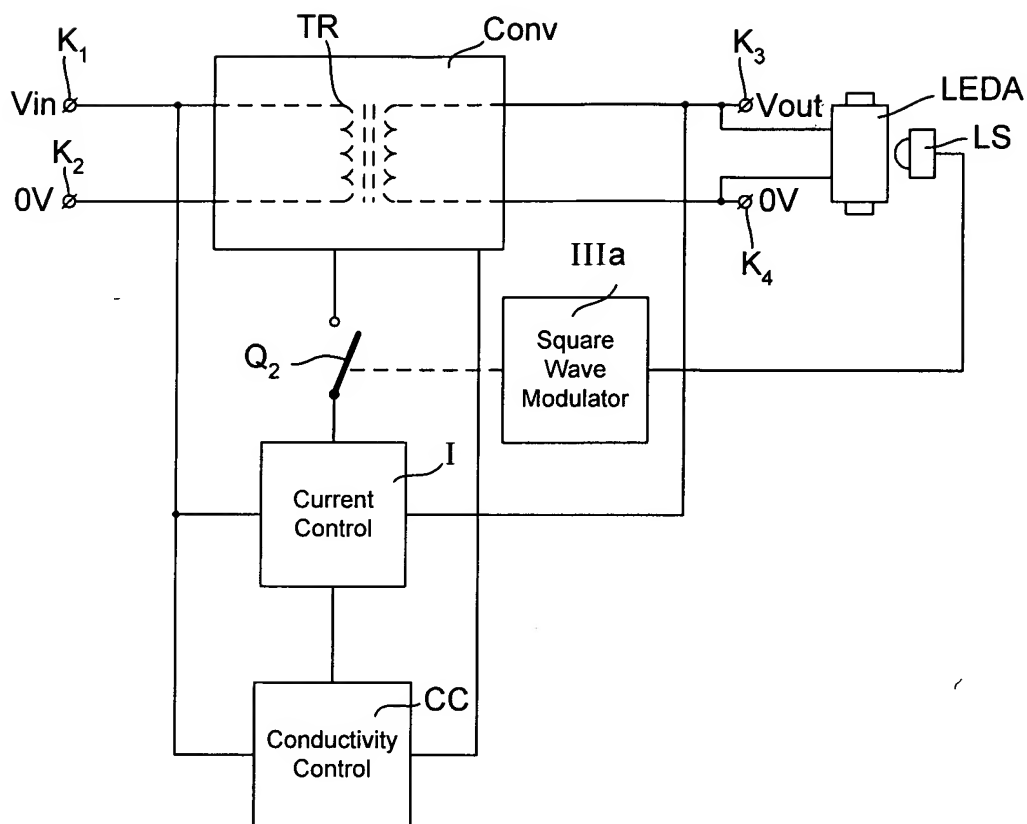 TR
Conv
K₁
K₃
Vin
Vout
LEDA
LS
K₂
0V
0V
K₄
IIIa
Square
Wave
Modulator
Q₂
I
Current
Control
CC
Conductivity
Control